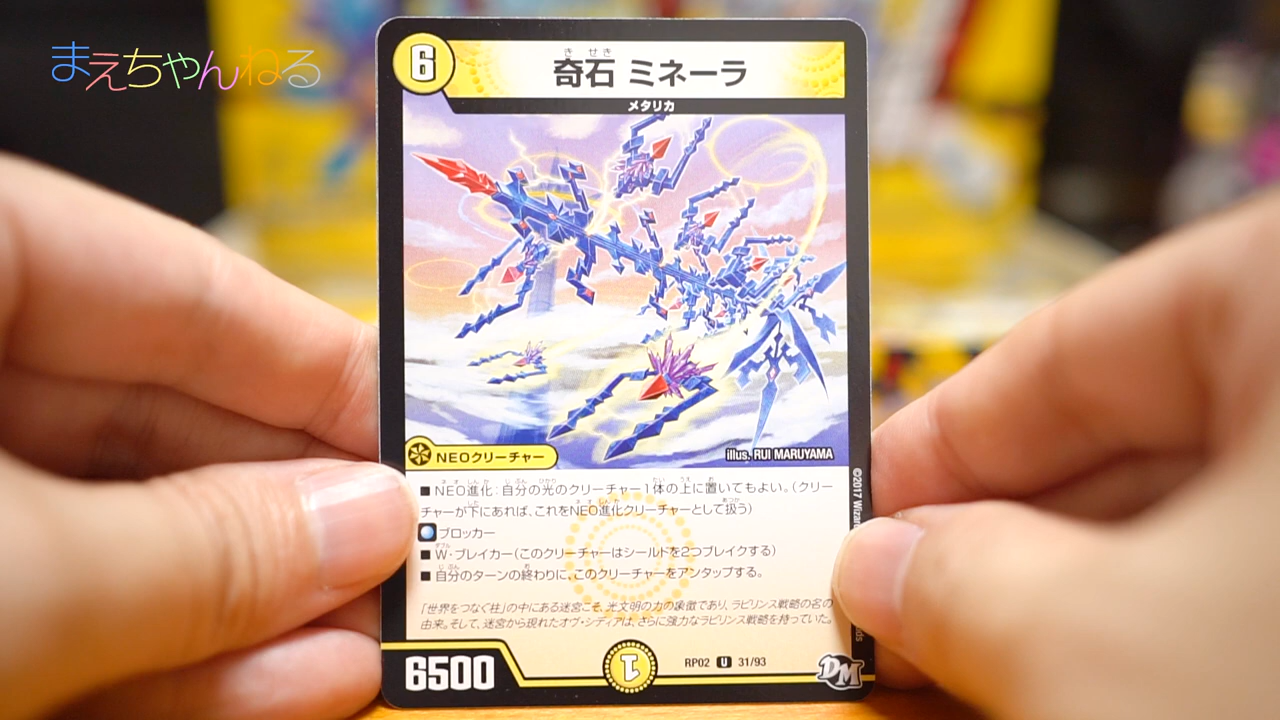 まえちゃんねる
6
きせき
奇石 ミネーラ
メタリカ
NEOクリーチャー
illus. RUI MARUYAMA
■NEO進化:自分の光のクリーチャー1体の上に置いてもよい。(クリー
チャーが下にあれば、これをNEO進化クリーチャーとして扱う)
ブロッカー
■W・ブレイカー(このクリーチャーはシールドを2つブレイクする)
■自分のターンの終わりに、このクリーチャーをアンタップする。
「世界をつなぐ柱」の中にある迷宮こそ、光文明の力の象徴であり、ラビリンス戦略の名の
由来。そして、迷宮から現れたオヴ・シディアは、さらに強力なラビリンス戦略を持っていた。
©2017 Wizar
6500
1
RP02 U 31/93
DM